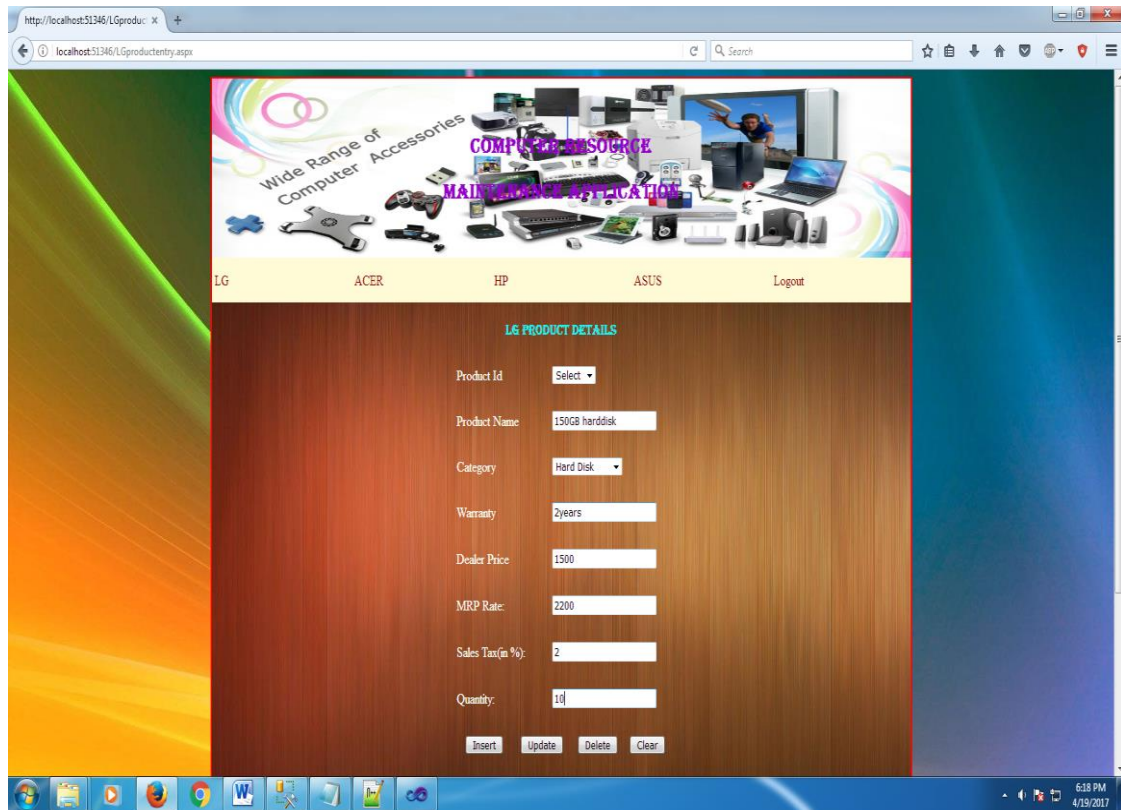 http://localhost:51346/LGproduc
localhost:51346/LGproductentry.aspx
Search
Wide Range of
Computer Accessories
COMPUTER RESOURCE
MAINTENANCE APPLICATION
LG ACER HP ASUS Logout
LG PRODUCT DETAILS
Product Id Select
Product Name 150GB harddisk
Category Hard Disk
Warranty 2years
Dealer Price 1500
MRP Rate: 2200
Sales Tax(in %): 2
Quantity: 10
Insert Update Delete Clear
6:18 PM
4/19/2017